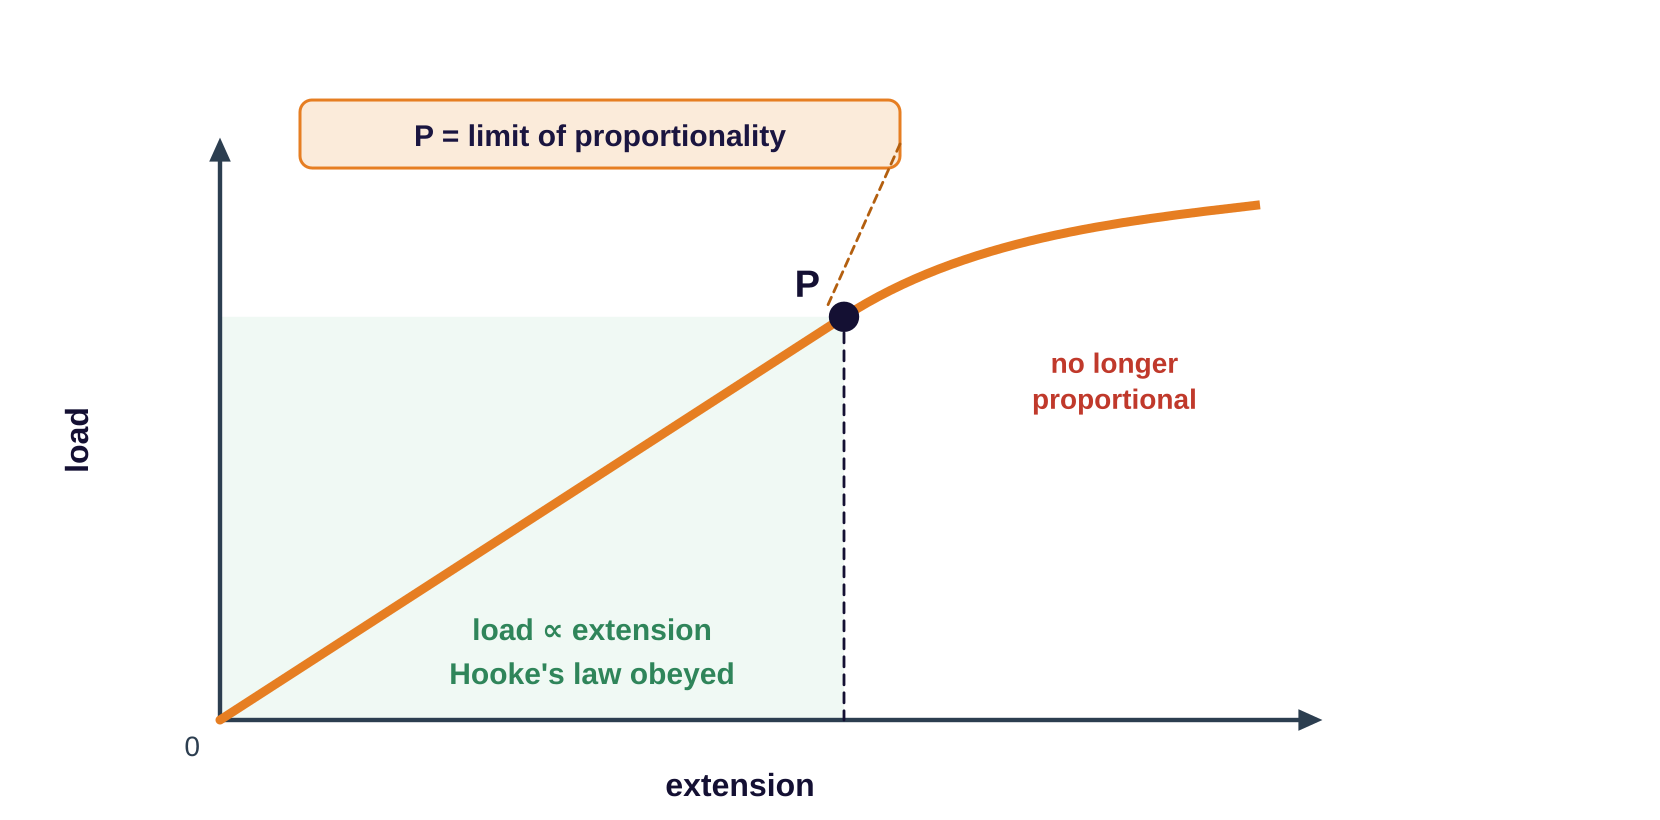 P = limit of proportionality
P
no longer
proportional
load
load ∝ extension
Hooke's law obeyed
0
extension